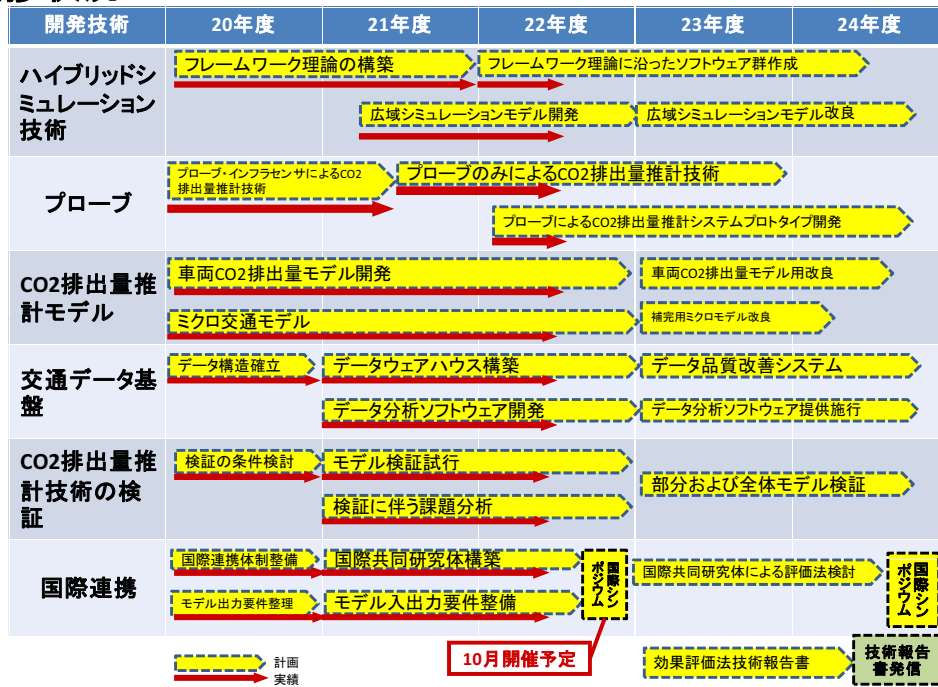 開発技術
20年度
21年度
22年度
23年度
24年度
ハイブリッドシ
ミュレーション
技術
フレームワーク理論の構築
フレームワーク理論に沿ったソフトウェア群作成
広域シミュレーションモデル開発
広域シミュレーションモデル改良
プローブ
プローブ・インフラセンサによるCO2
排出量推計技術
プローブのみによるCO2排出量推計技術
プローブによるCO2排出量推計システムプロトタイプ開発
CO2排出量推
計モデル
車両CO2排出量モデル開発
車両CO2排出量モデル用改良
ミクロ交通モデル
補完用ミクロモデル改良
交通データ基
盤
データ構造確立
データウェアハウス構築
データ品質改善システム
データ分析ソフトウェア開発
データ分析ソフトウェア提供施行
CO2排出量推
計技術の検
証
検証の条件検討
モデル検証試行
部分および全体モデル検証
検証に伴う課題分析
国際連携
国際連携体制整備
国際共同研究体構築
国際シン
ポジウム
国際共同研究体による評価法検討
国際シン
ポジウム
モデル出力要件整理
モデル入出力要件整備
10月開催予定
計画
実績
効果評価法技術報告書
技術報告
書発信